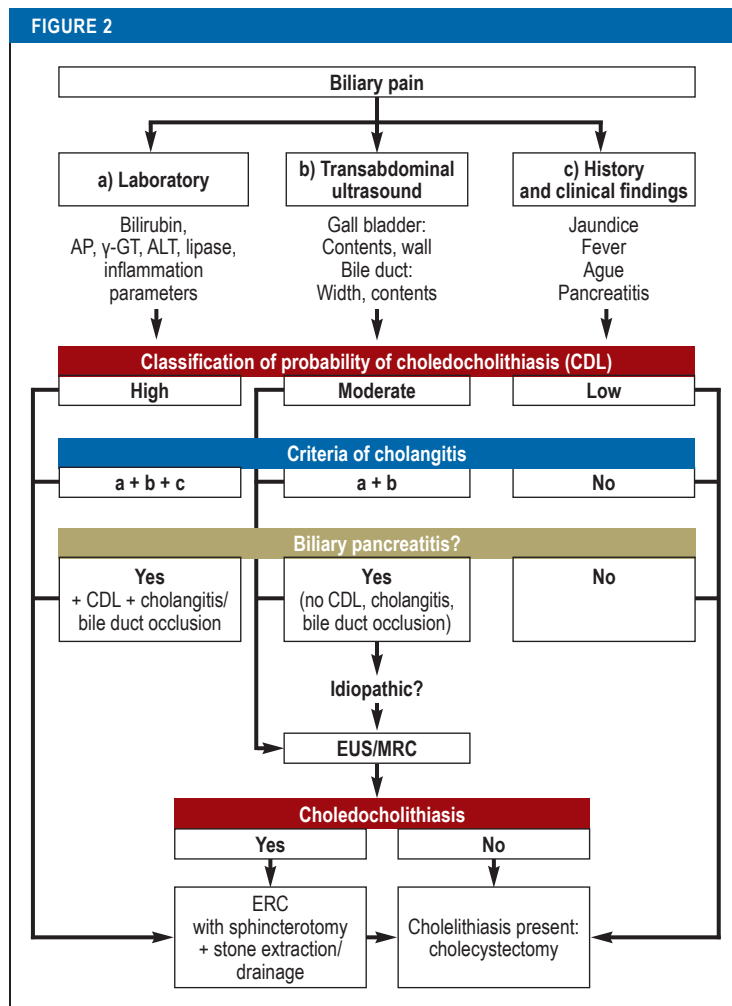 FIGURE 2
Biliary pain
a) Laboratory
b) Transabdominal
ultrasound
c) History
and clinical findings
Bilirubin,
AP, γ-GT, ALT, lipase,
inflammation
parameters
Gall bladder:
Contents, wall
Bile duct:
Width, contents
Jaundice
Fever
Ague
Pancreatitis
Classification of probability of choledocholithiasis (CDL)
High
Moderate
Low
Criteria of cholangitis
a + b + c
a + b
No
Biliary pancreatitis?
Yes
+ CDL + cholangitis/
bile duct occlusion
Yes
(no CDL, cholangitis,
bile duct occlusion)
No
Idiopathic?
EUS/MRC
Choledocholithiasis
Yes
No
ERC
with sphincterotomy
+ stone extraction/
drainage
Cholelithiasis present:
cholecystectomy